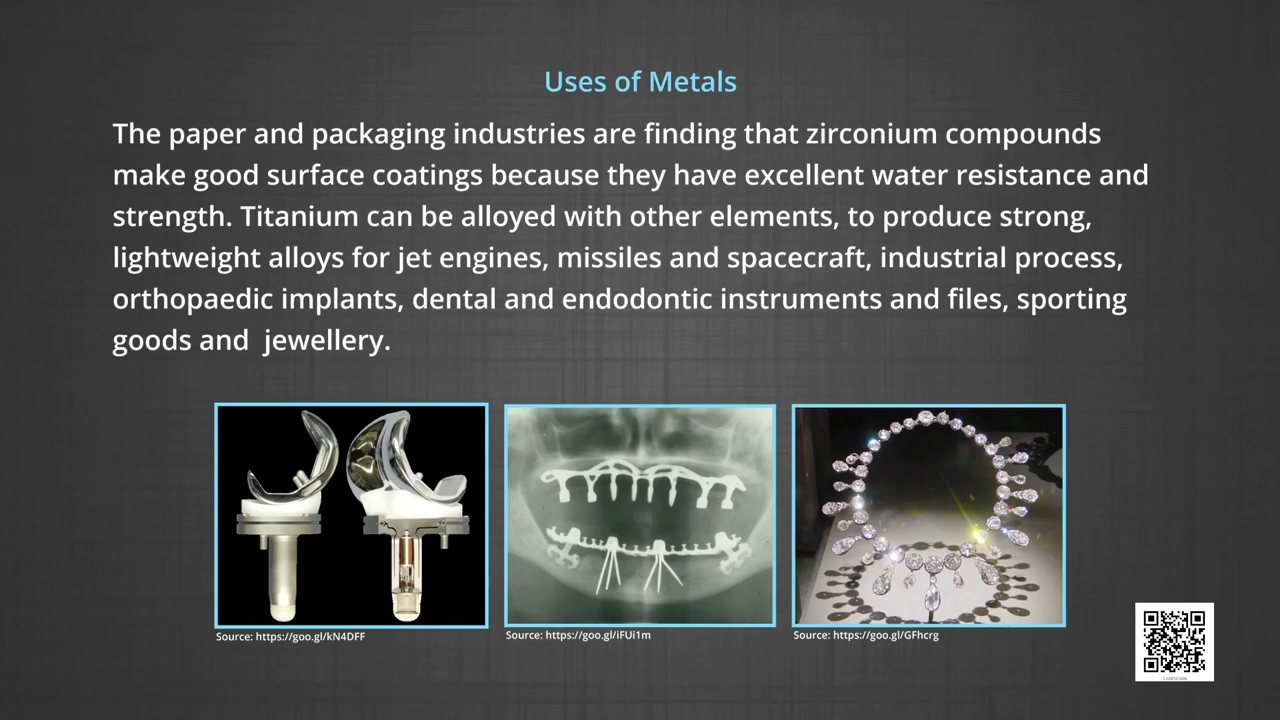 Uses of Metals
The paper and packaging industries are finding that zirconium compounds
make good surface coatings because they have excellent water resistance and
strength. Titanium can be alloyed with other elements, to produce strong,
lightweight alloys for jet engines, missiles and spacecraft, industrial process,
orthopaedic implants, dental and endodontic instruments and files, sporting
goods and  jewellery.
Source: https://goo.gl/kN4DFF
Source: https://goo.gl/iFUi1m
Source: https://goo.gl/GFhcrg